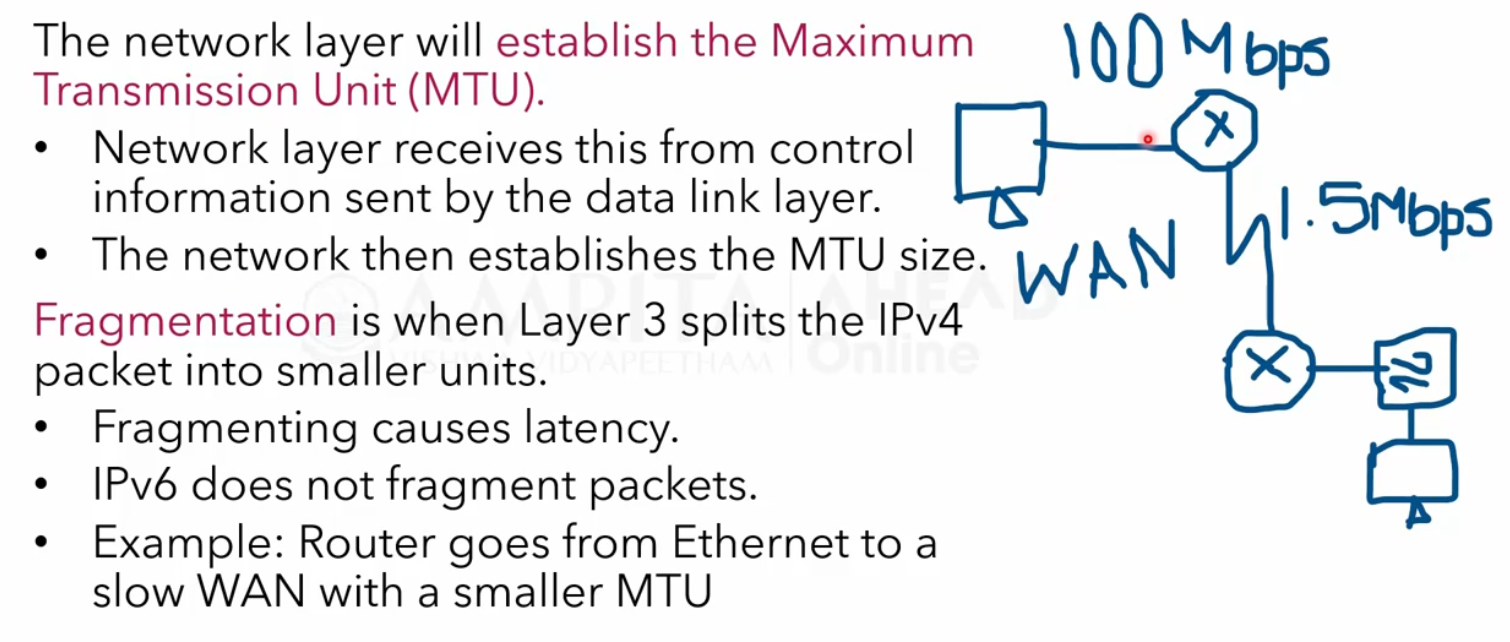 The network layer will establish the Maximum
Transmission Unit (MTU).
• Network layer receives this from control
information sent by the data link layer.
• The network then establishes the MTU size.
Fragmentation is when Layer 3 splits the IPv4
packet into smaller units.
• Fragmenting causes latency.
• IPv6 does not fragment packets.
• Example: Router goes from Ethernet to a
slow WAN with a smaller MTU
100 Mbps
1.5Mbps
WAN
AMRITA AHEAD
VISHWA VIDYAPEETHAM Online